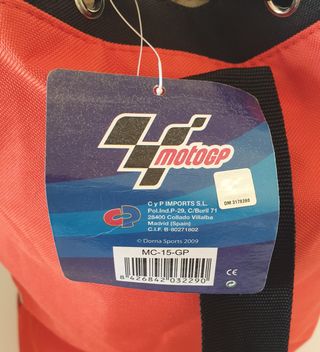 MotoGP
DM 3178280
C y P IMPORTS S.L.
Pol.Ind.P-29, C/Buril 71
28400 Collado Villalba
Madrid (Spain)
C.I.F. B-80271802
© Dorna Sports 2009
MC-15-GP
8 426842 032290
CE